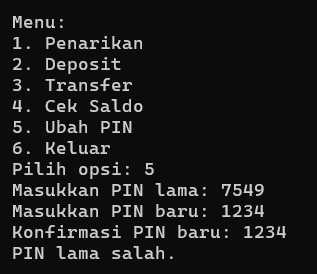 Menu:
1. Penarikan
2. Deposit
3. Transfer
4. Cek Saldo
5. Ubah PIN
6. Keluar
Pilih opsi: 5
Masukkan PIN lama: 7549
Masukkan PIN baru: 1234
Konfirmasi PIN baru: 1234
PIN lama salah.